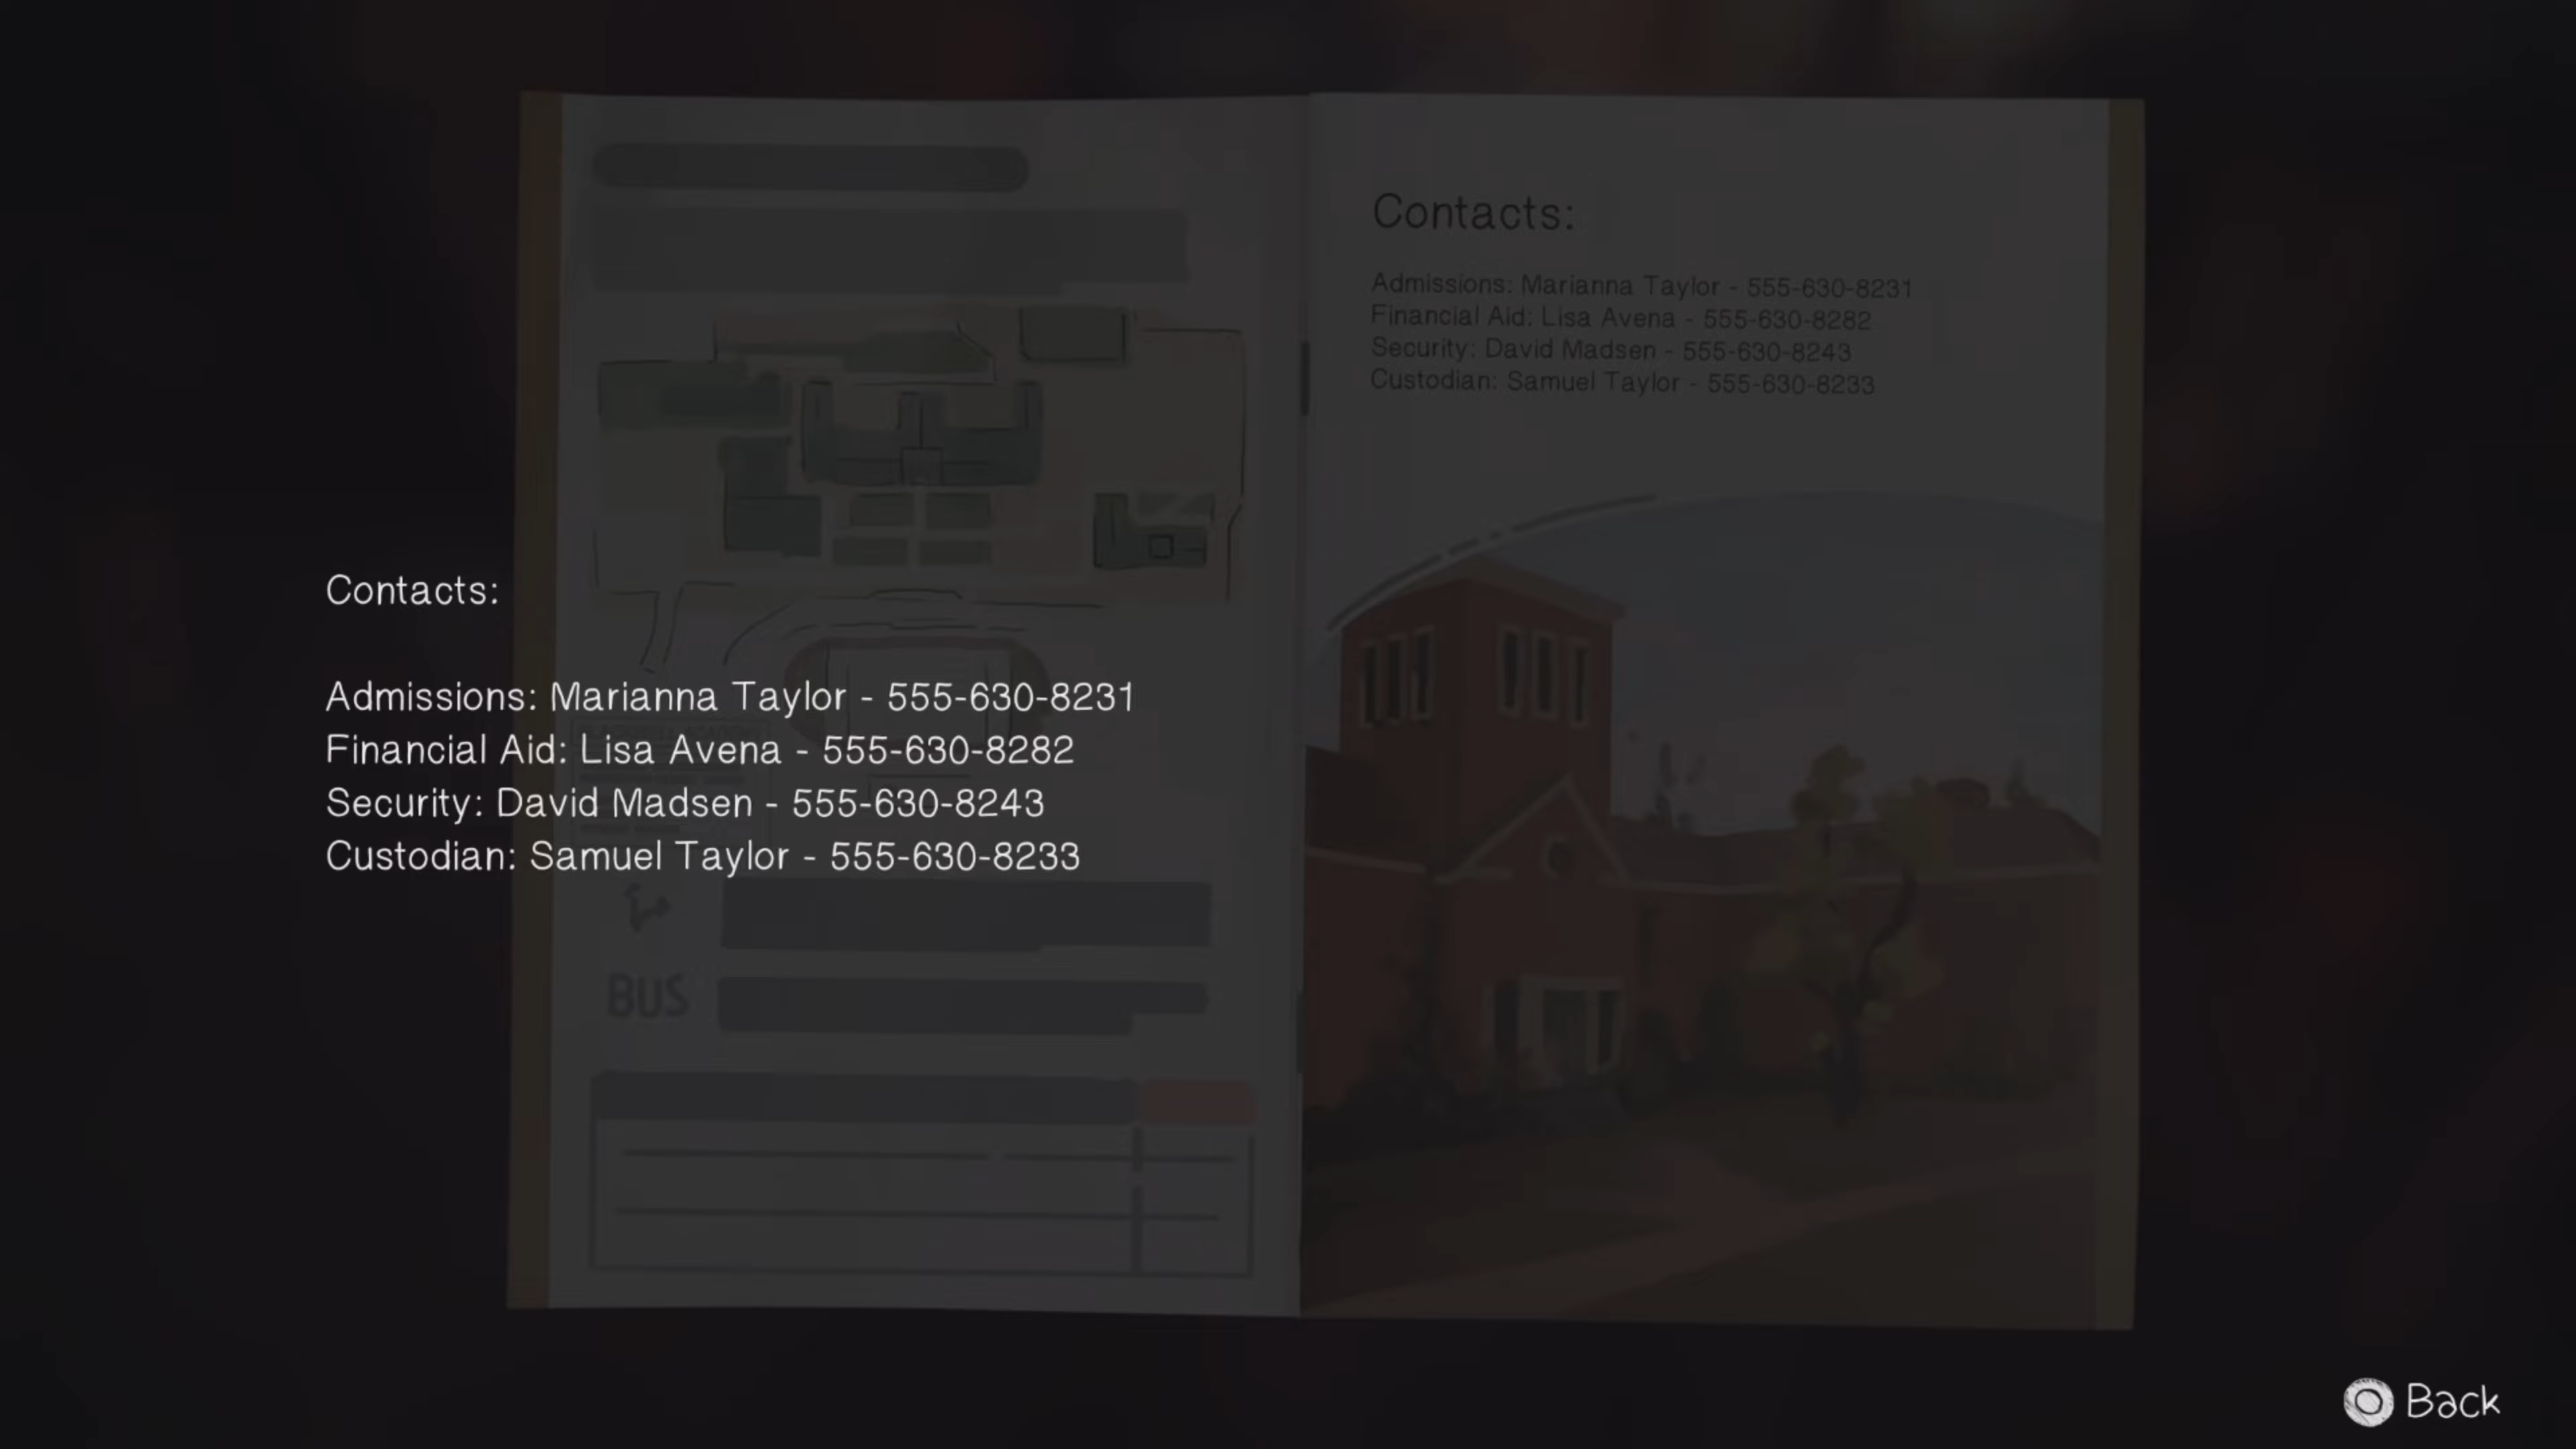 Contacts:
Admissions: Marianna Taylor - 555-630-8231
Financial Aid: Lisa Avena - 555-630-8282
Security: David Madsen - 555-630-8243
Custodian: Samuel Taylor - 555-630-8233
BUS
Contacts:
Admissions: Marianna Taylor - 555-630-8231
Financial Aid: Lisa Avena - 555-630-8282
Security: David Madsen - 555-630-8243
Custodian: Samuel Taylor - 555-630-8233
Back